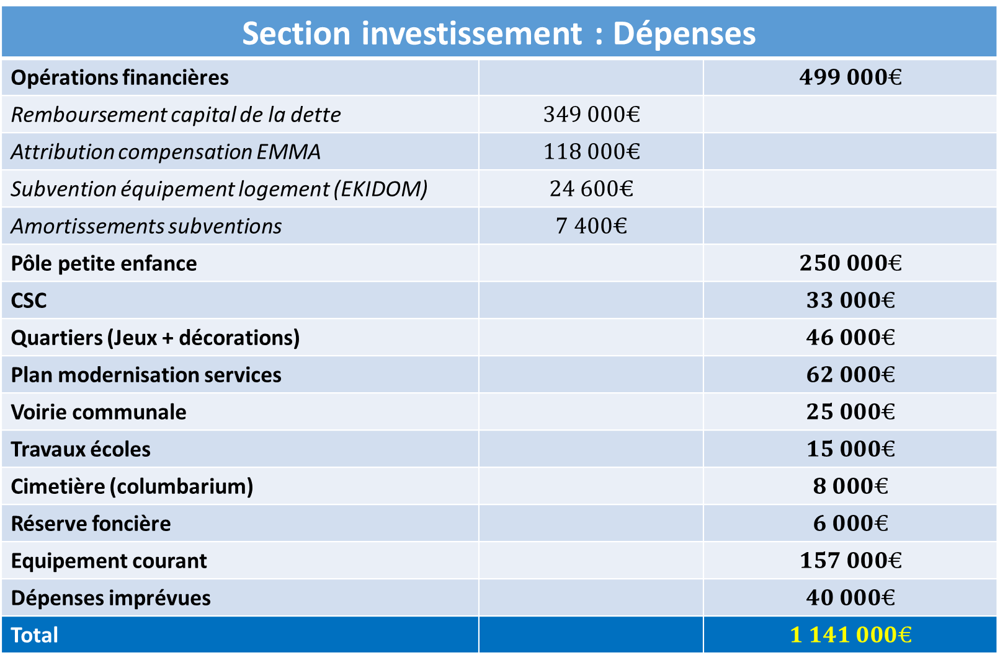 Section investissement : Dépenses
Opérations financières 499 000€
Remboursement capital de la dette 349 000€
Attribution compensation EMMA 118 000€
Subvention équipement logement (EKIDOM) 24 600€
Amortissements subventions 7 400€
Pôle petite enfance 250 000€
CSC 33 000€
Quartiers (Jeux + décorations) 46 000€
Plan modernisation services 62 000€
Voirie communale 25 000€
Travaux écoles 15 000€
Cimetière (columbarium) 8 000€
Réserve foncière 6 000€
Equipement courant 157 000€
Dépenses imprévues 40 000€
Total 1 141 000€